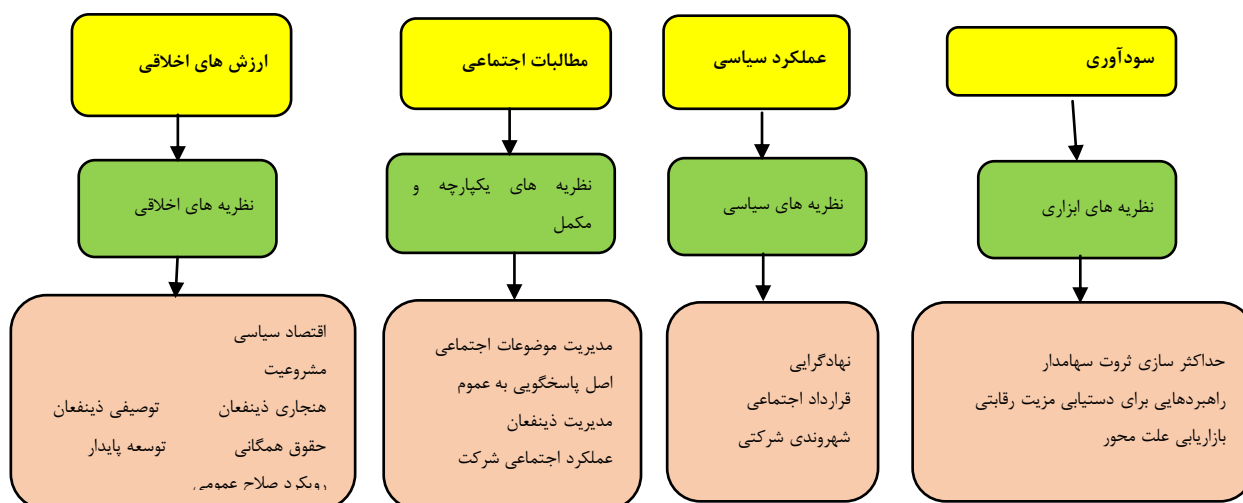 سودآوری
نظریه های ابزاری
حداکثر سازی ثروت سهامدار
راهبردهایی برای دستیابی مزیت رقابتی
بازاریابی علت محور
عملکرد سیاسی
نظریه های سیاسی
نهادگرایی
قرارداد اجتماعی
شهروندی شرکتی
مطالبات اجتماعی
نظریه های یکپارچه و
مکمل
مدیریت موضوعات اجتماعی
اصل پاسخگویی به عموم
مدیریت ذینفعان
عملکرد اجتماعی شرکت
ارزش های اخلاقی
نظریه های اخلاقی
اقتصاد سیاسی
مشروعیت
هنجاری ذینفعان توصیفی ذینفعان
حقوق همگانی توسعه پایدار
رویکرد صلاح عمومی